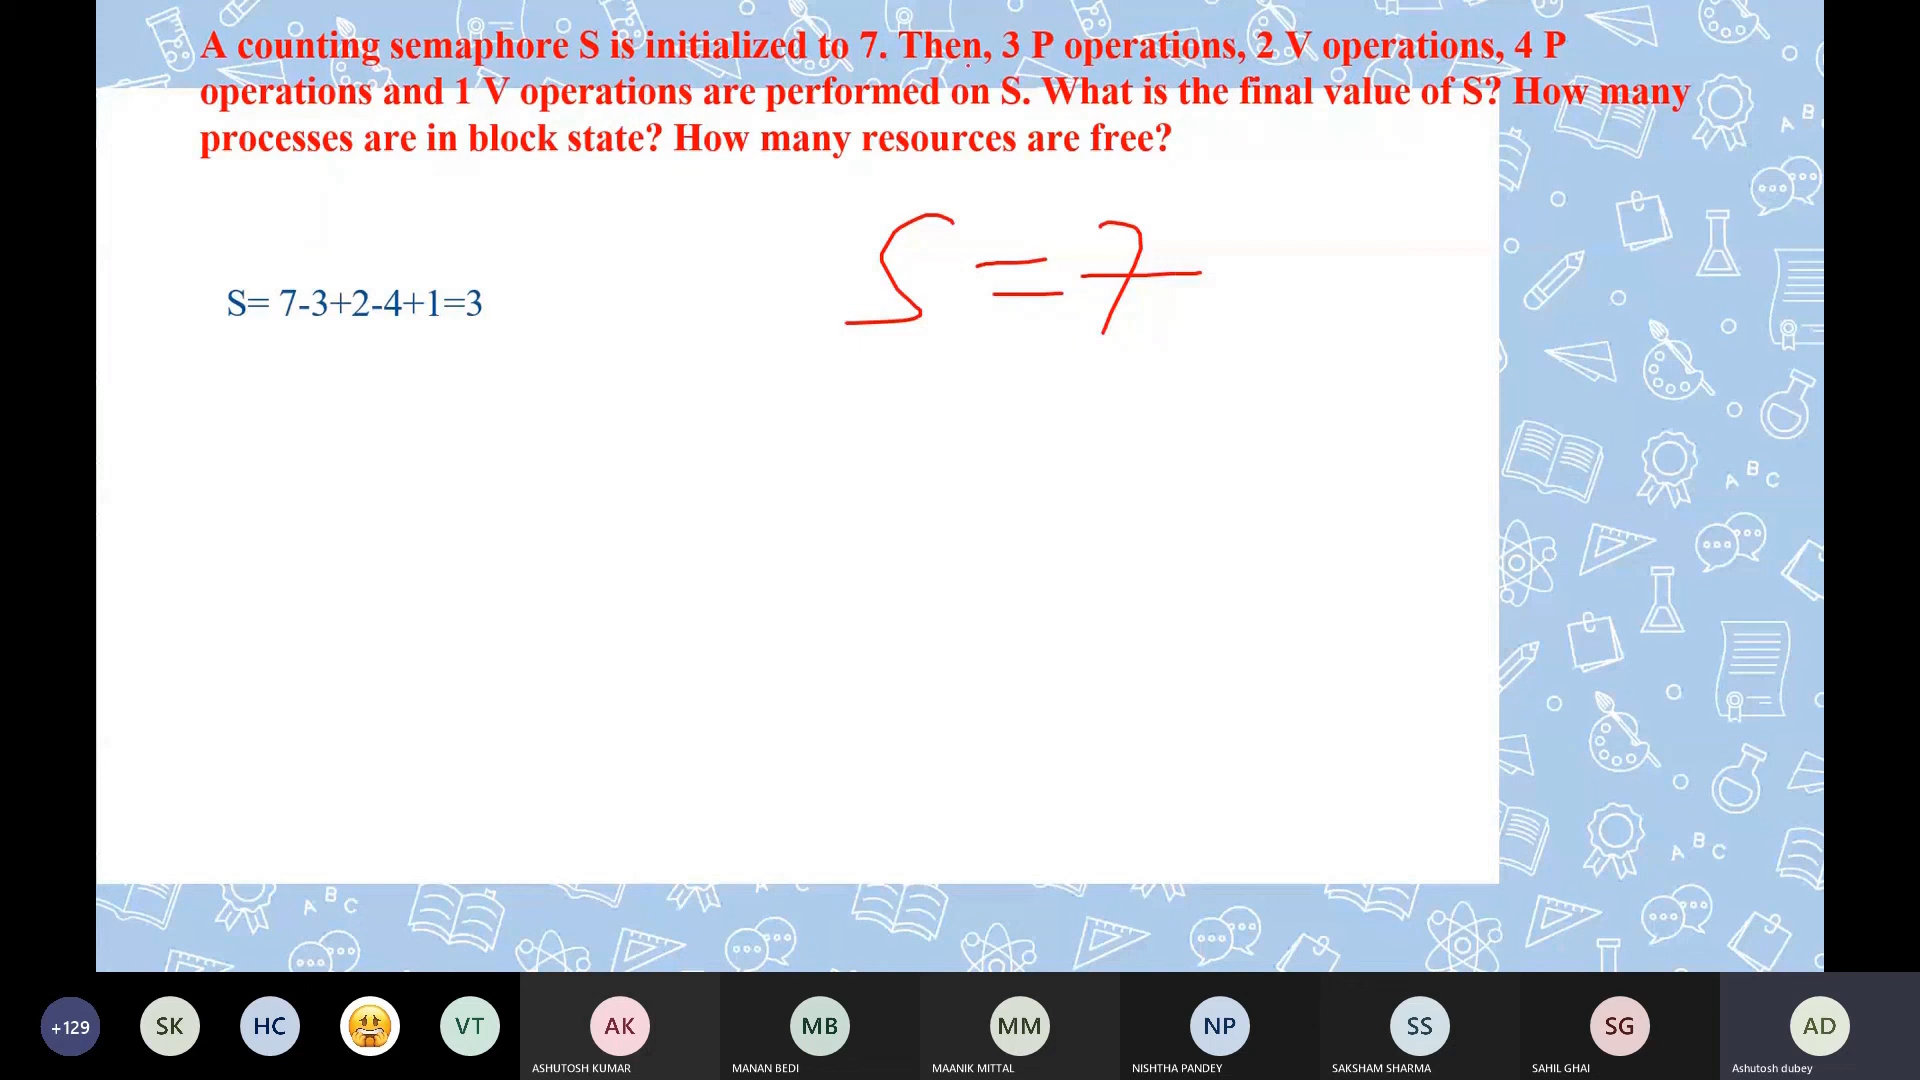 A counting semaphore S is initialized to 7. Then, 3 P operations, 2 V operations, 4 P
operations and 1 V operations are performed on S. What is the final value of S? How many
processes are in block state? How many resources are free?
S = 7
S= 7-3+2-4+1=3
A B
A B C
A B C
A B C
+129
SK
HC
VT
AK
MB
MM
NP
SS
SG
AD
ASHUTOSH KUMAR
MANAN BEDI
MAANIK MITTAL
NISHTHA PANDEY
SAKSHAM SHARMA
SAHIL GHAI
Ashutosh dubey